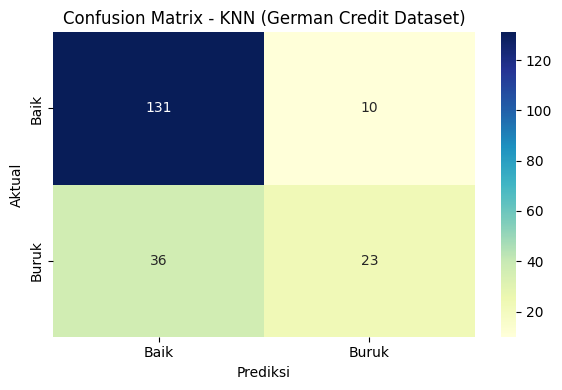 Confusion Matrix - KNN (German Credit Dataset)
Aktual
Baik
131
10
Buruk
36
23
Baik
Buruk
Prediksi
120
100
80
60
40
20